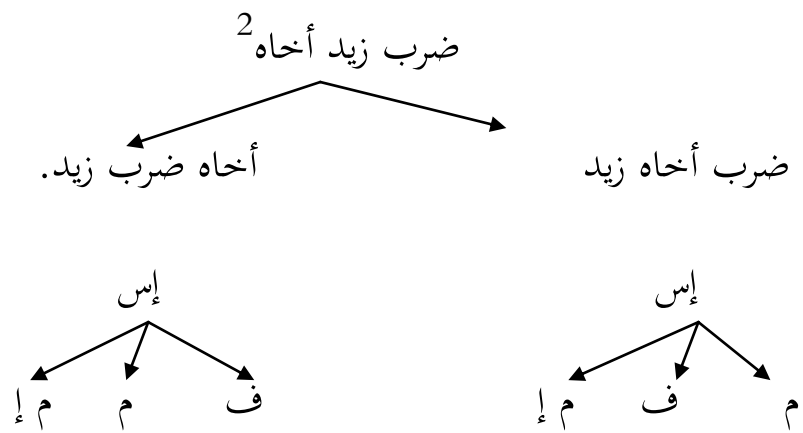 ضرب زيد أخاه2
ضرب أخاه زيد
أخاه ضرب زيد.
إس
إس
م ف م إ
ف م م إ